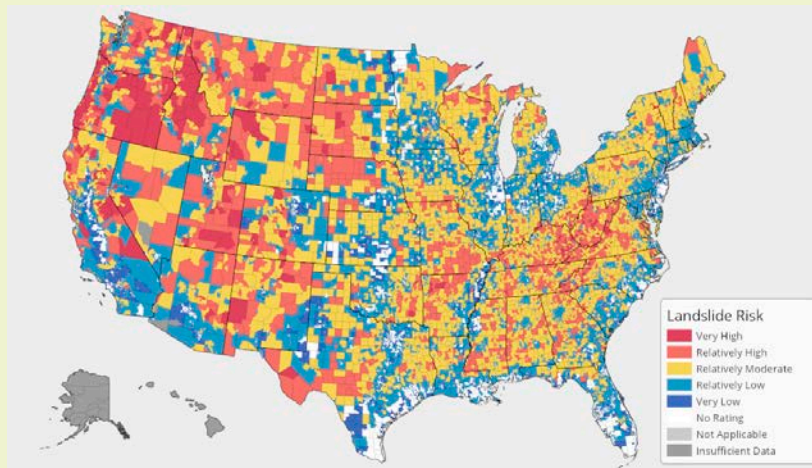 Landslide Risk
Very High
Relatively High
Relatively Moderate
Relatively Low
Very Low
No Rating
Not Applicable
Insufficient Data